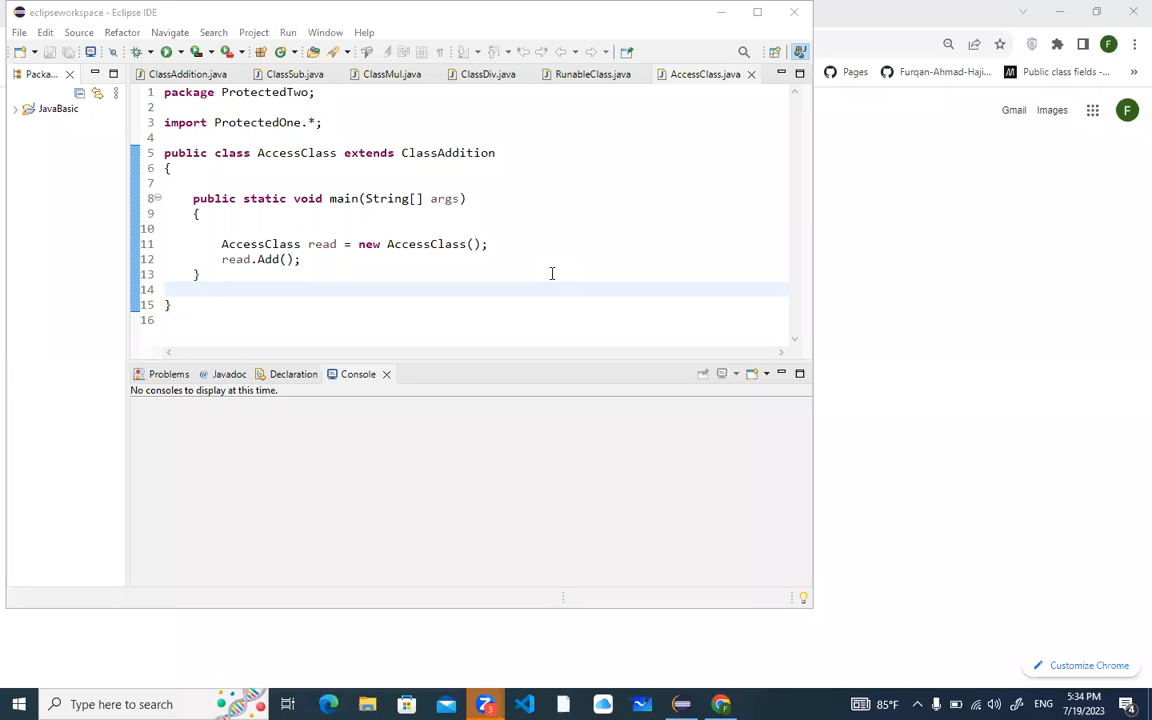 eclipseworkspace - Eclipse IDE
File Edit Source Refactor Navigate Search Project Run Window Help
Packa...
ClassAddition.java ClassSub.java ClassMul.java ClassDiv.java RunableClass.java AccessClass.java
JavaBasic
1 package ProtectedTwo;
2
3 import ProtectedOne.*;
4
5 public class AccessClass extends ClassAddition
6 {
7
8 public static void main(String[] args)
9 {
10
11 AccessClass read = new AccessClass();
12 read.Add();
13 }
14
15 }
16
Problems Javadoc Declaration Console
No consoles to display at this time.
F
Pages Furqan-Ahmad-Haji... Public class fields -... »
Gmail Images F
Customize Chrome
Type here to search
85°F ENG 5:34 PM
7/19/2023